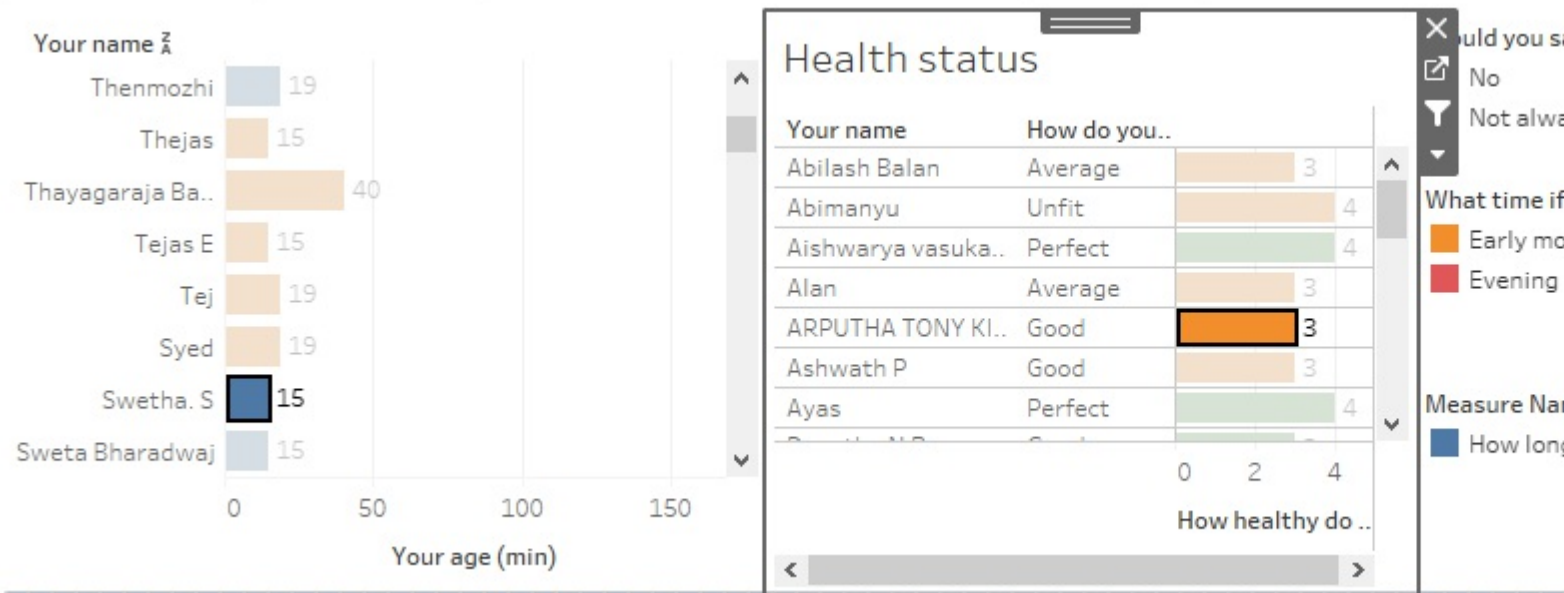 Your name
Thenmozhi 19
Thejas 15
Thayagaraja Ba.. 40
Tejas E 15
Tej 19
Syed 19
Swetha. S 15
Sweta Bharadwaj 15
0 50 100 150
Your age (min)
Health status
Your name How do you..
Abilash Balan Average 3
Abimanyu Unfit 4
Aishwarya vasuka.. Perfect 4
Alan Average 3
ARPUTHA TONY KI.. Good 3
Ashwath P Good 3
Ayas Perfect 4
0 2 4
How healthy do ..
ould you sa
No
Not alwa
What time if
Early mo
Evening
Measure Nar
How long